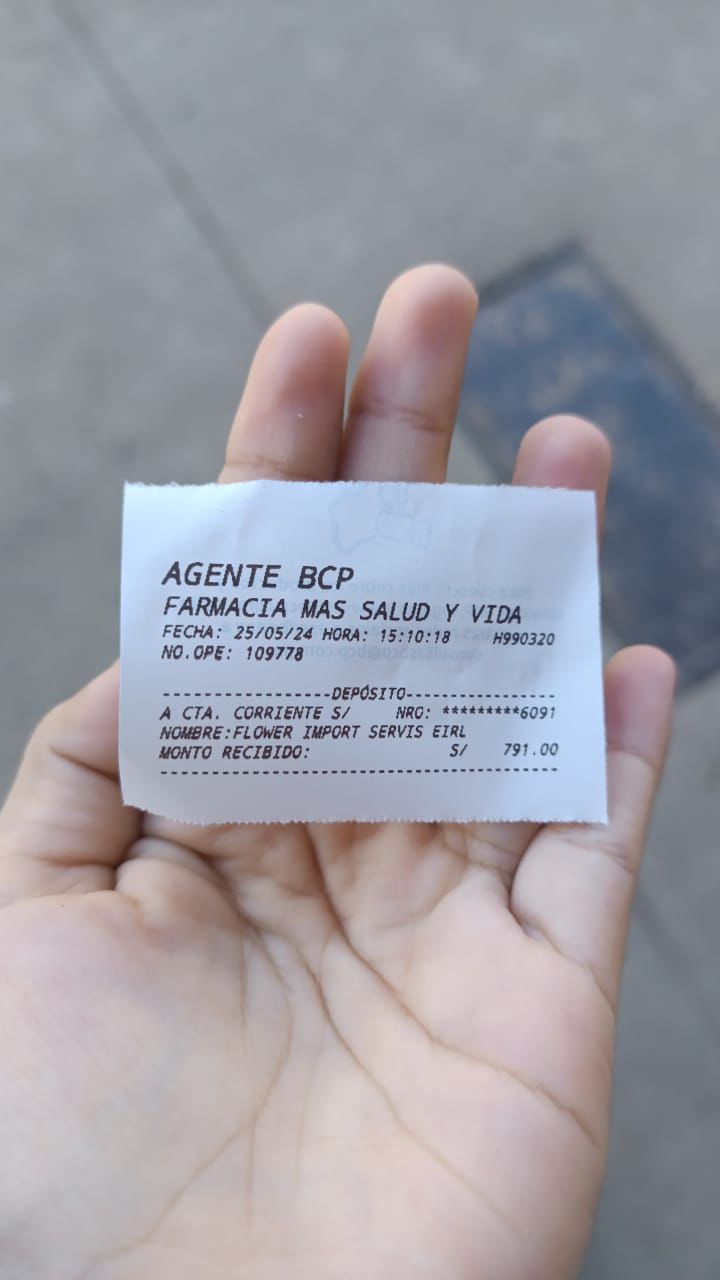 AGENTE BCP
FARMACIA MAS SALUD Y VIDA
FECHA: 25/05/24 HORA: 15:10:18 H990320
NO.OPE: 109778
--------------------DEPÓSITO-----------------
A CTA. CORRIENTE S/ NRO: *********6091
NOMBRE:FLOWER IMPORT SERVIS EIRL
MONTO RECIBIDO: S/ 791.00